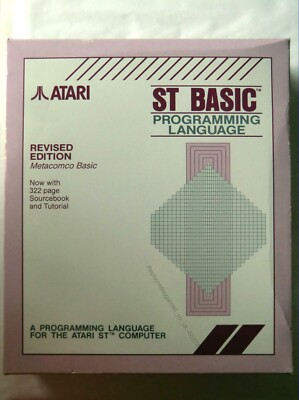 ATARI
ST BASIC™
PROGRAMMING
LANGUAGE
REVISED
EDITION
Metacomco Basic
Now with
322 page
Sourcebook
and Tutorial
A PROGRAMMING LANGUAGE
FOR THE ATARI ST™ COMPUTER